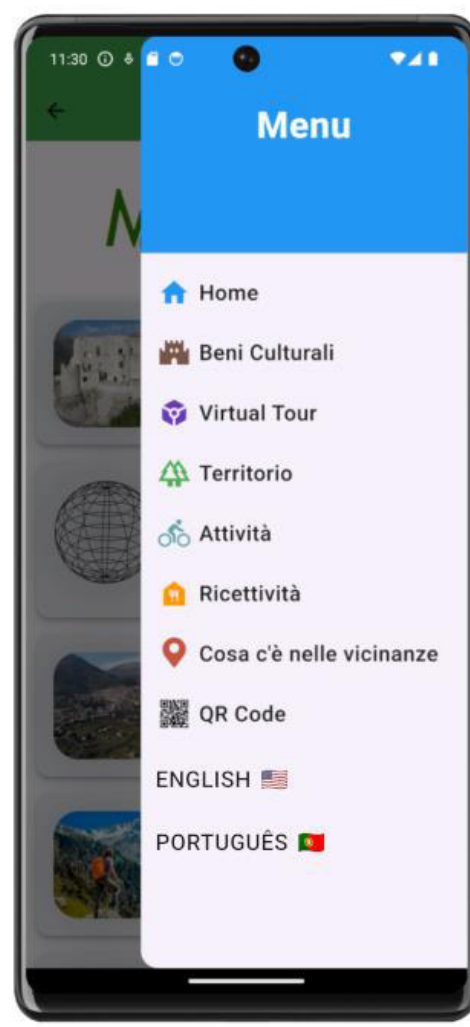 11:30
Menu
M
Home
Beni Culturali
Virtual Tour
Territorio
Attività
Ricettività
Cosa c'è nelle vicinanze
QR Code
ENGLISH 🇺🇸
PORTUGUÊS 🇵🇹